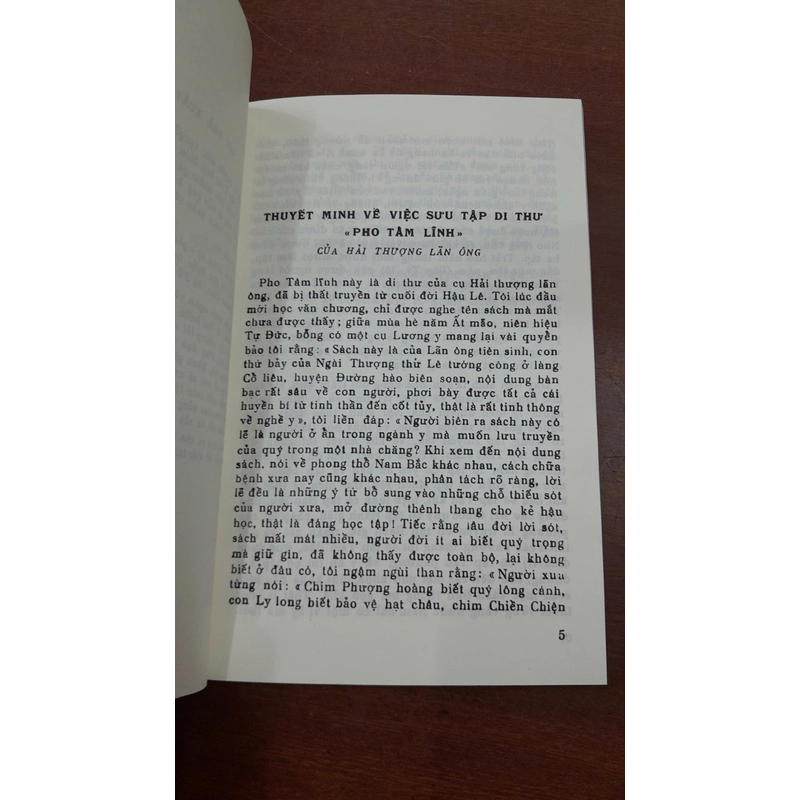 THUYẾT MINH VỀ VIỆC SƯU TẬP DI THƯ
«PHO TÂM LĨNH»
CỦA HẢI THƯỢNG LÃN ÔNG
Pho Tâm lĩnh này là di thư của cụ Hải thượng lãn
ông, đã bị thất truyền từ cuối đời Hậu Lê. Tôi lúc đầu
mới học văn chương, chỉ được nghe tên sách mà mắt
chưa được thấy; giữa mùa hè năm Ất mão, niên hiệu
Tự Đức, bỗng có một cụ Lương y mang lại vài quyển
bảo tôi rằng: «Sách này là của Lãn ông tiên sinh, con
thứ bảy của Ngài Thượng thư Lê tướng công ở làng
Cổ liêu, huyện Đường hào biên soạn, nội dung bàn
bạc rất sâu về con người, phơi bày được tất cả cái
huyền bí từ tinh thần đến cốt tủy, thật là rất tinh thông
về nghề y», tôi liền đáp: «Người biên ra sách này có
lẽ là người ở ẩn trong ngành y mà muốn lưu truyền
của quý trong một nhà chăng? Khi xem đến nội dung
sách, nói về phong thổ Nam Bắc khác nhau, cách chữa
bệnh xưa nay cũng khác nhau, phân tách rõ ràng, lời
lẽ đều là những ý tứ bổ sung vào những chỗ thiếu sót
của người xưa, mở đường thênh thang cho kẻ hậu
học, thật là đáng học tập! Tiếc rằng lâu đời lời sót,
sách mất mát nhiều, người đời ít ai biết quý trọng
mà giữ gìn, đã không thấy được toàn bộ, lại không
biết ở đâu có, tôi ngậm ngùi than rằng: «Người xưa
từng nói: «Chim Phượng hoàng biết quý lông cánh,
con Ly long biết bảo vệ hạt châu, chim Chiền Chiện
5